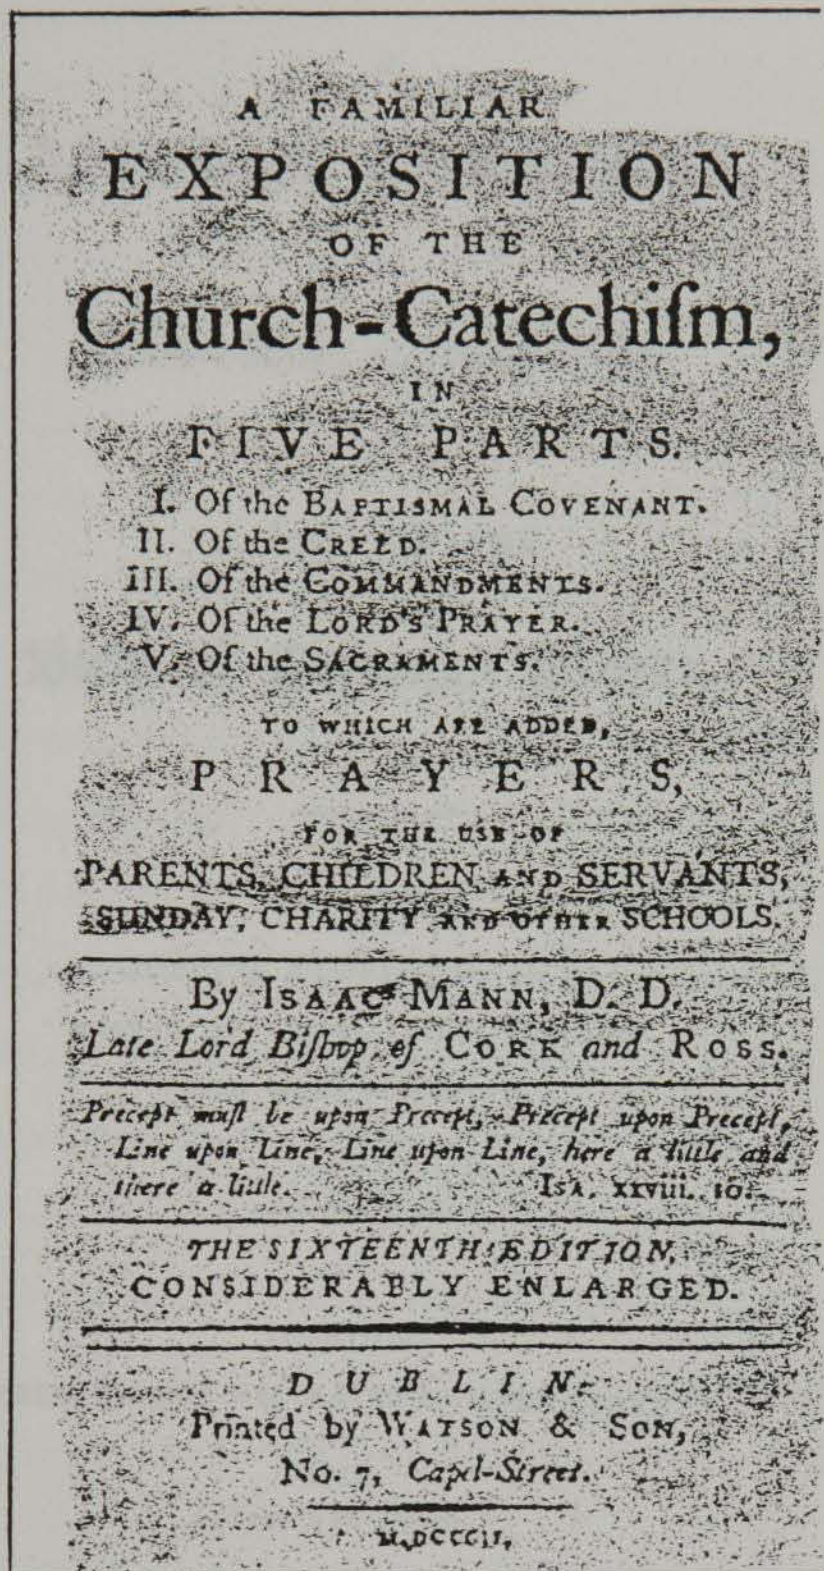 A FAMILIAR
EXPOSITION
OF THE
Church-Catechiſm,
IN
FIVE PARTS.
I. Of the BAPTISMAL COVENANT.
II. Of the CREED.
III. Of the COMMANDMENTS.
IV. Of the LORD'S PRAYER.
V. Of the SACRAMENTS.
TO WHICH ARE ADDED,
PRAYERS,
FOR THE USE OF
PARENTS, CHILDREN AND SERVANTS,
SUNDAY, CHARITY AND OTHER SCHOOLS.
By ISAAC MANN, D. D.
Late Lord Biſhop of CORK and ROSS.
Precept muſt be upon Precept, Precept upon Precept,
Line upon Line, Line upon Line, here a little and
there a little. ISA. xxviii. 10.
THE SIXTEENTH EDITION.
CONSIDERABLY ENLARGED.
DUBLIN.
Printed by WATSON & SON,
No. 7, Capel-Street.
M,DCCCII,